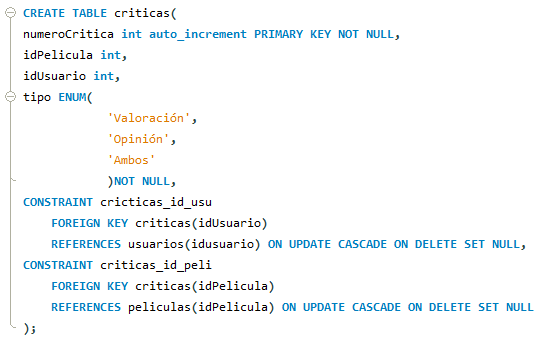 CREATE TABLE criticas(
numeroCritica int auto_increment PRIMARY KEY NOT NULL,
idPelicula int,
idUsuario int,
tipo ENUM(
'Valoración',
'Opinión',
'Ambos'
)NOT NULL,
CONSTRAINT cricticas_id_usu
FOREIGN KEY criticas(idUsuario)
REFERENCES usuarios(idusuario) ON UPDATE CASCADE ON DELETE SET NULL,
CONSTRAINT criticas_id_peli
FOREIGN KEY criticas(idPelicula)
REFERENCES peliculas(idPelicula) ON UPDATE CASCADE ON DELETE SET NULL
);